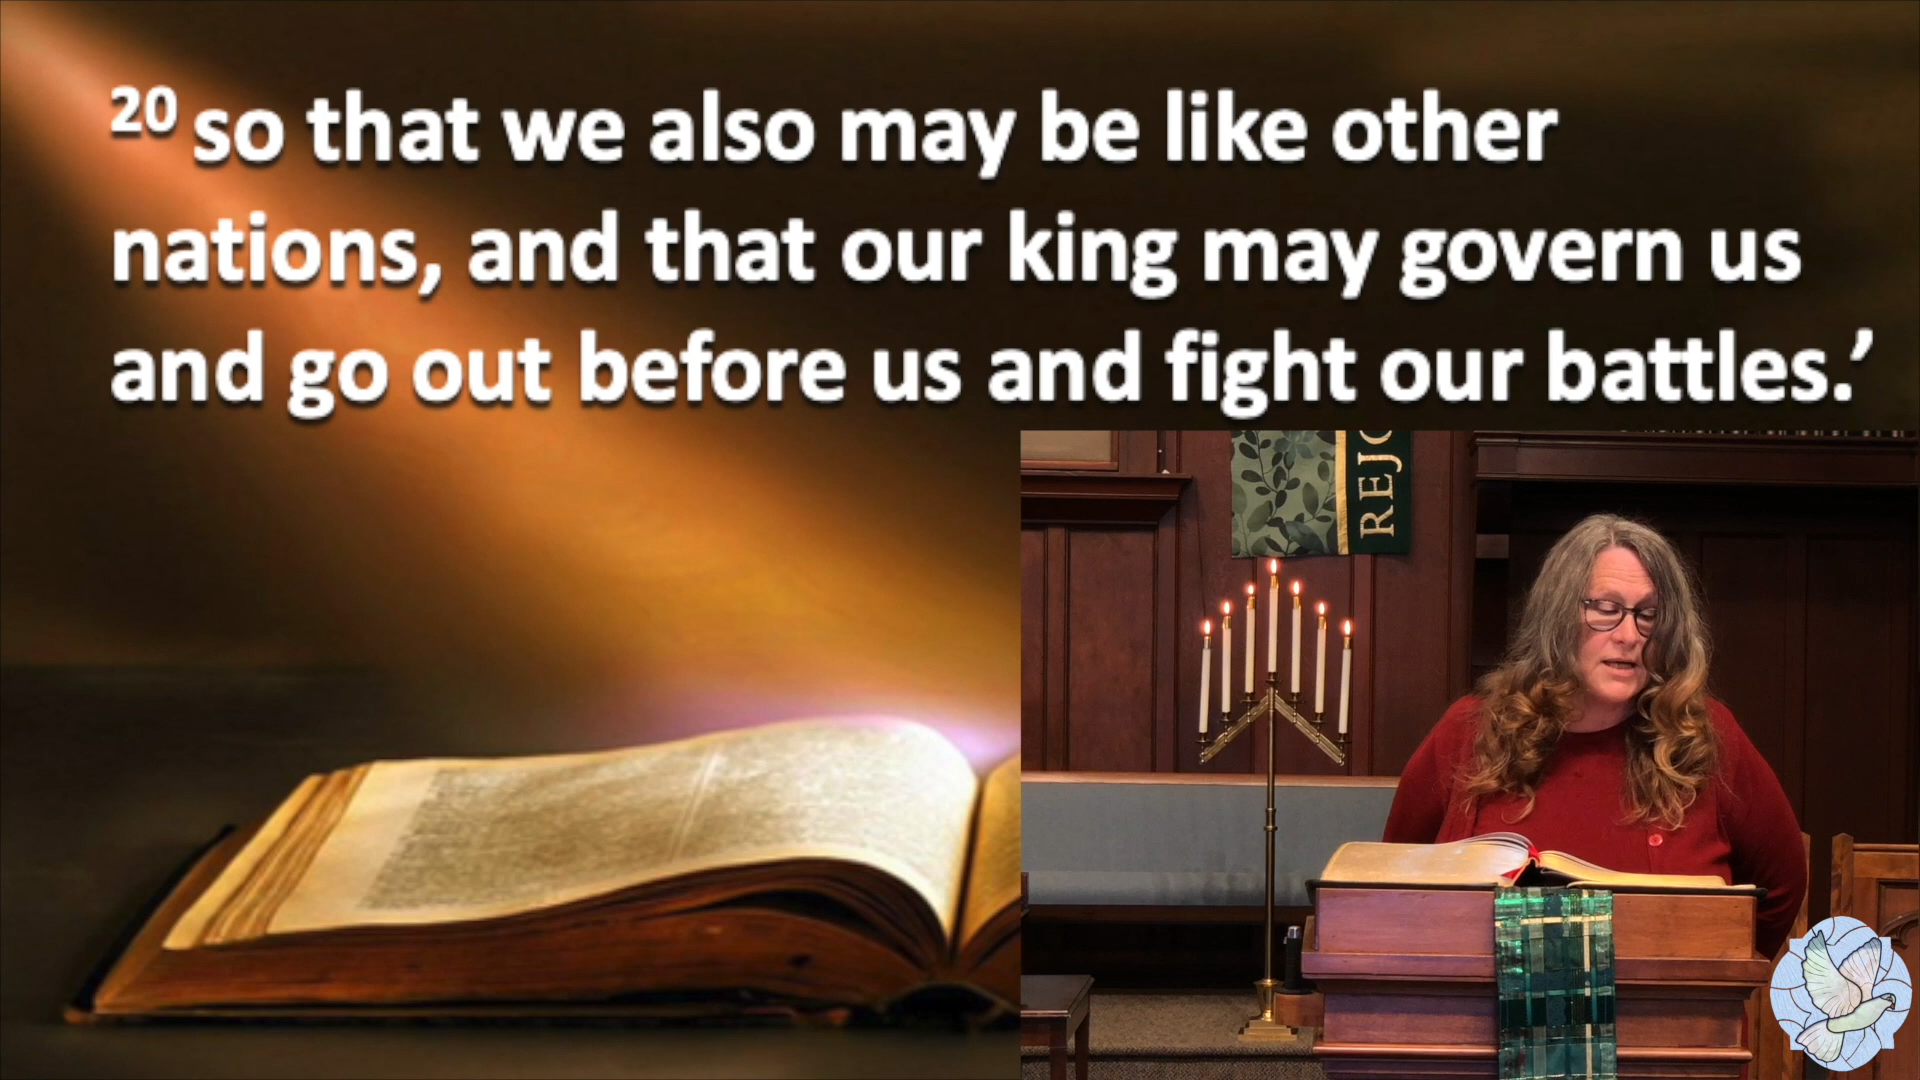 20 so that we also may be like other
nations, and that our king may govern us
and go out before us and fight our battles.’
REJO